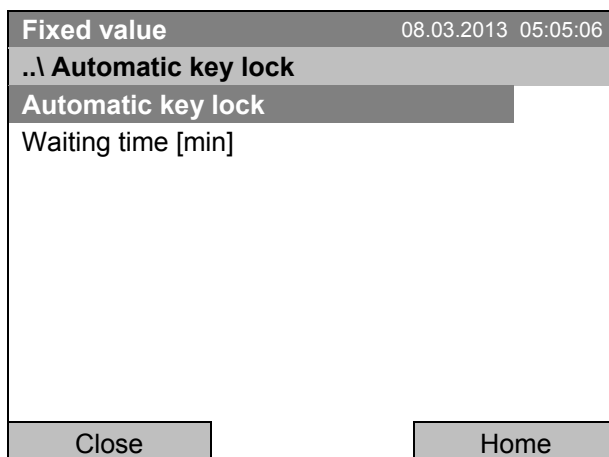 Fixed value 08.03.2013 05:05:06
..\ Automatic key lock
Automatic key lock
Waiting time [min]
Close Home